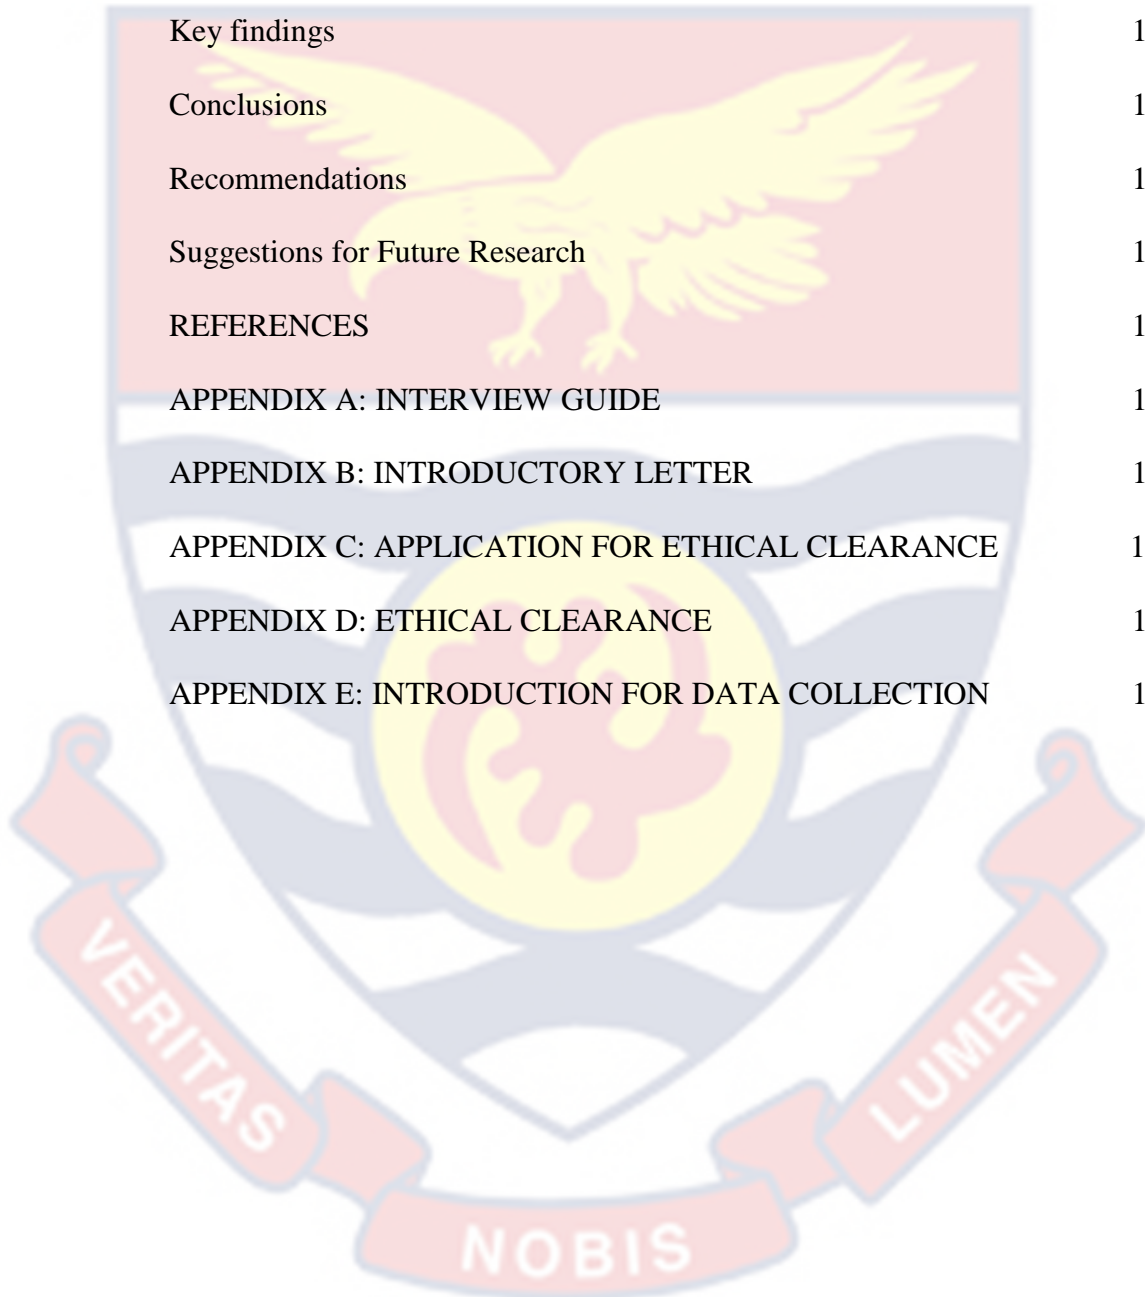 Key findings 1
Conclusions 1
Recommendations 1
Suggestions for Future Research 1
REFERENCES 1
APPENDIX A: INTERVIEW GUIDE 1
APPENDIX B: INTRODUCTORY LETTER 1
APPENDIX C: APPLICATION FOR ETHICAL CLEARANCE 1
APPENDIX D: ETHICAL CLEARANCE 1
APPENDIX E: INTRODUCTION FOR DATA COLLECTION 1
VERITAS
NOBIS
LUMEN